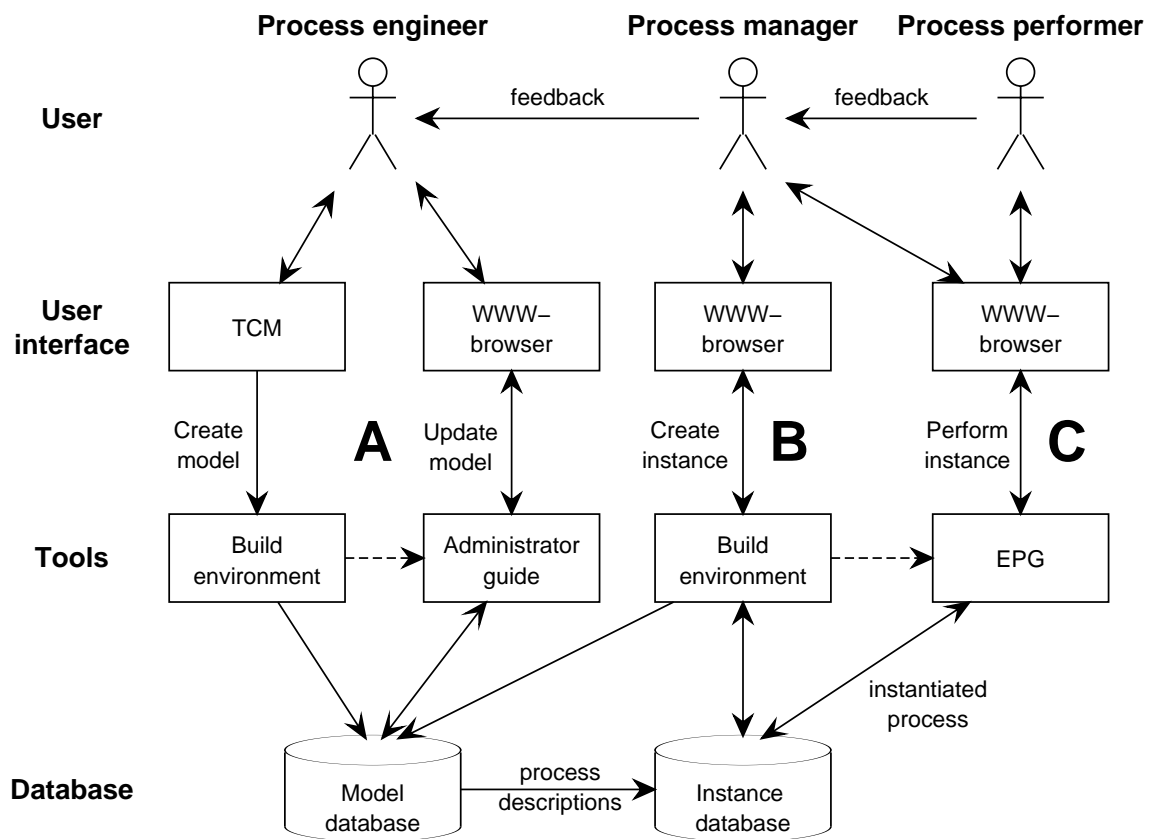 Process engineer
Process manager
Process performer
User
feedback
feedback
User
interface
TCM
WWW–
browser
WWW–
browser
WWW–
browser
Create
model
A
Update
model
Create
instance
B
Perform
instance
C
Tools
Build
environment
Administrator
guide
Build
environment
EPG
instantiated
process
Database
Model
database
process
descriptions
Instance
database